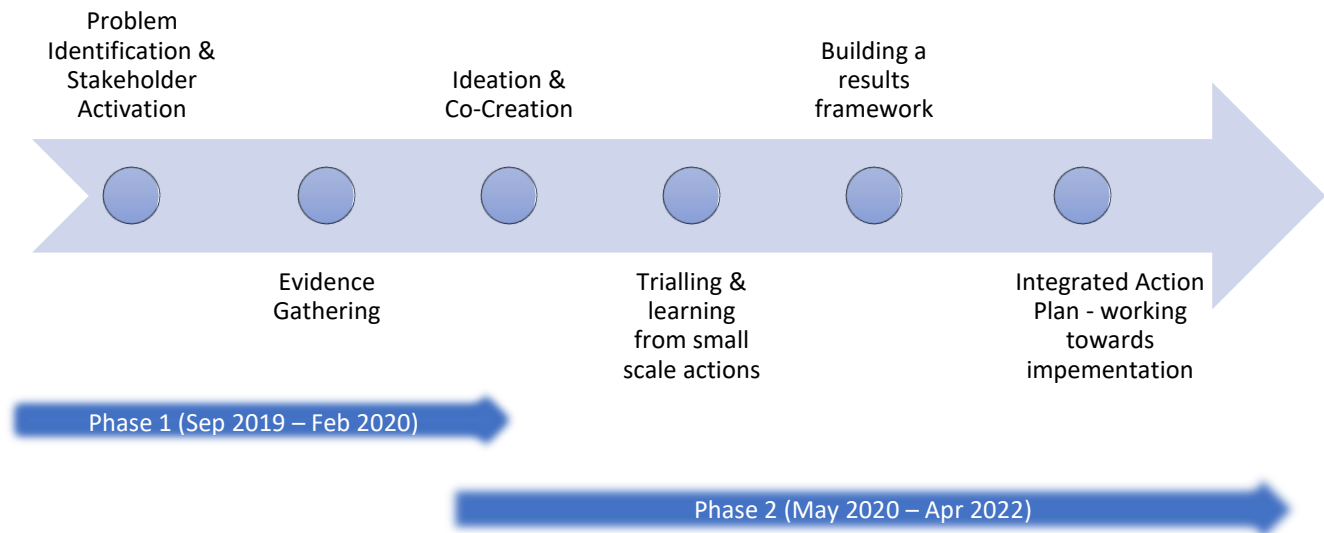 Problem
Identification &
Stakeholder
Activation
Evidence
Gathering
Ideation &
Co-Creation
Trialling &
learning
from small
scale actions
Building a
results
framework
Integrated Action
Plan - working
towards
impementation
Phase 1 (Sep 2019 – Feb 2020)
Phase 2 (May 2020 – Apr 2022)